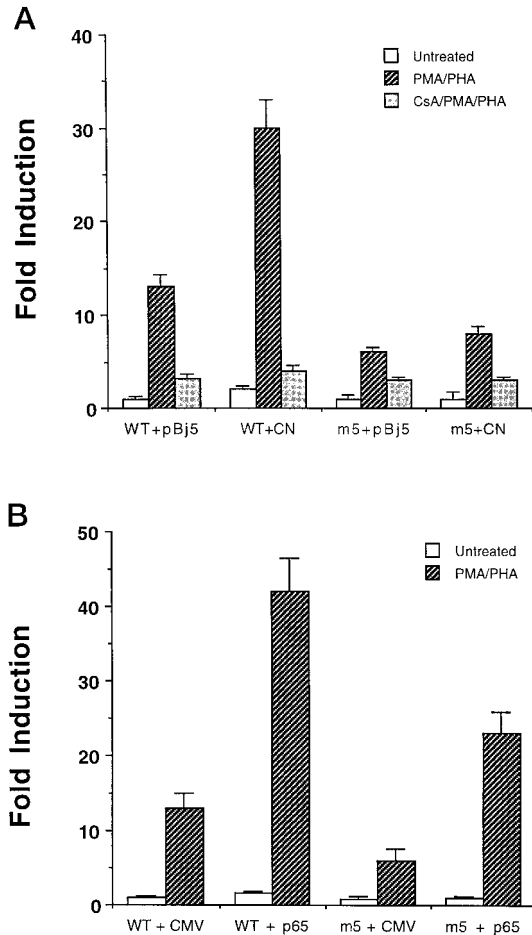 A
40
30
20
10
0
Fold Induction
Untreated
PMA/PHA
CsA/PMA/PHA
WT+pBj5 WT+CN m5+pBj5 m5+CN
B
50
40
30
20
10
0
Fold Induction
Untreated
PMA/PHA
WT + CMV WT + p65 m5 + CMV m5 + p65